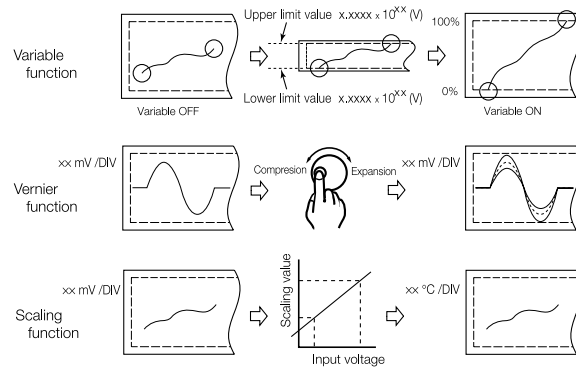 Variable
function
Upper limit value x.xxxx x 10^xx (V)
Lower limit value x.xxxx x 10^xx (V)
100%
0%
Variable OFF
Variable ON
Vernier
function
xx mV /DIV
Compresion
Expansion
xx mV /DIV
Scaling
function
xx mV /DIV
Scaling value
Input voltage
xx °C /DIV